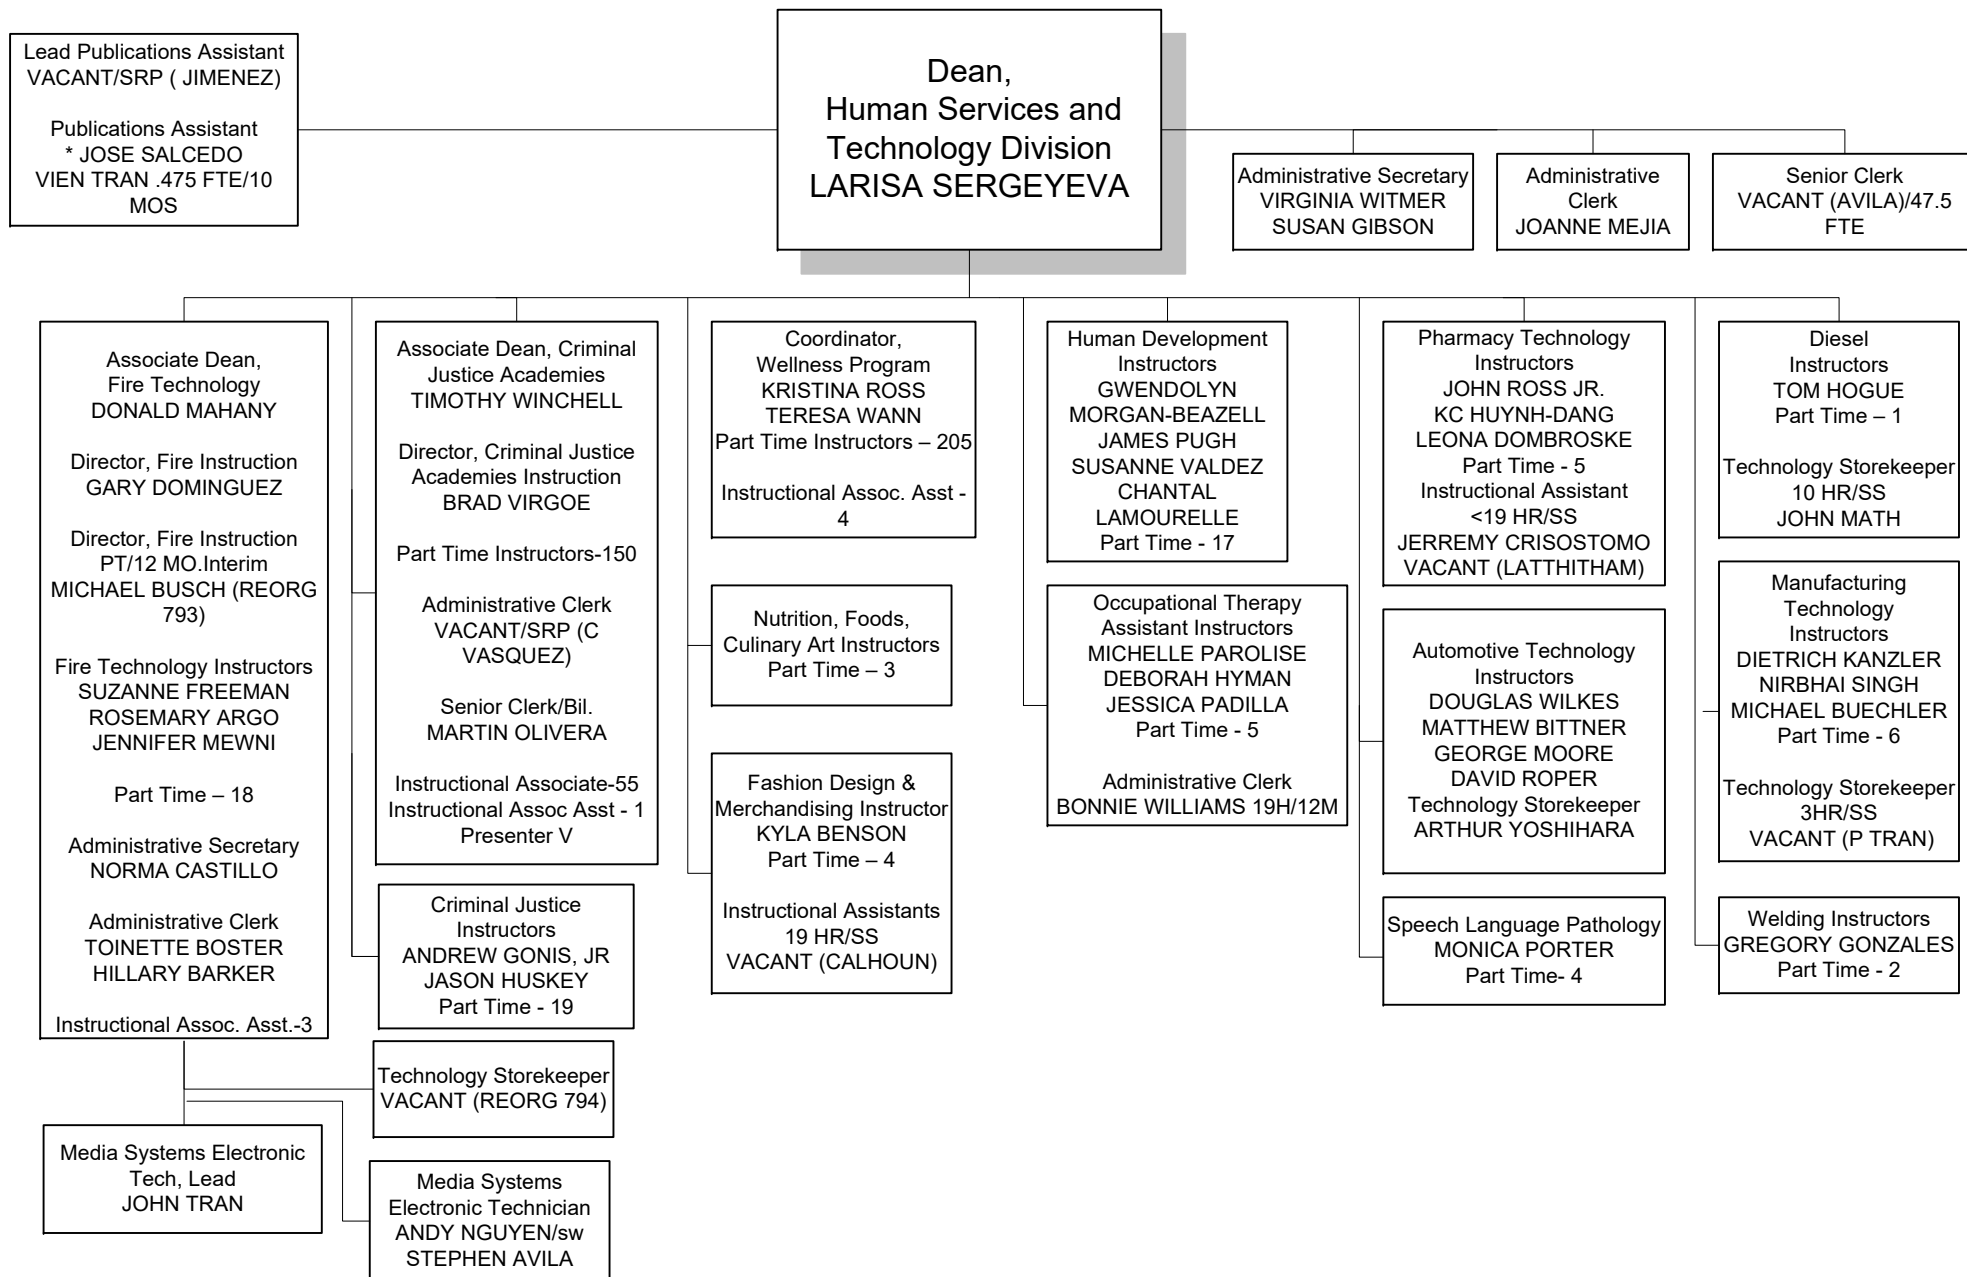 Lead Publications Assistant
VACANT/SRP ( JIMENEZ)
Publications Assistant
* JOSE SALCEDO
VIEN TRAN .475 FTE/10
MOS
Dean,
Human Services and
Technology Division
LARISA SERGEYEVA
Administrative Secretary
VIRGINIA WITMER
SUSAN GIBSON
Administrative
Clerk
JOANNE MEJIA
Senior Clerk
VACANT (AVILA)/47.5
FTE
Associate Dean,
Fire Technology
DONALD MAHANY
Director, Fire Instruction
GARY DOMINGUEZ
Director, Fire Instruction
PT/12 MO.Interim
MICHAEL BUSCH (REORG
793)
Fire Technology Instructors
SUZANNE FREEMAN
ROSEMARY ARGO
JENNIFER MEWNI
Part Time – 18
Administrative Secretary
NORMA CASTILLO
Administrative Clerk
TOINETTE BOSTER
HILLARY BARKER
Instructional Assoc. Asst.-3
Associate Dean, Criminal
Justice Academies
TIMOTHY WINCHELL
Director, Criminal Justice
Academies Instruction
BRAD VIRGOE
Part Time Instructors-150
Administrative Clerk
VACANT/SRP (C
VASQUEZ)
Senior Clerk/Bil.
MARTIN OLIVERA
Instructional Associate-55
Instructional Assoc Asst - 1
Presenter V
Criminal Justice
Instructors
ANDREW GONIS, JR
JASON HUSKEY
Part Time - 19
Technology Storekeeper
VACANT (REORG 794)
Media Systems Electronic
Tech, Lead
JOHN TRAN
Media Systems
Electronic Technician
ANDY NGUYEN/sw
STEPHEN AVILA
Coordinator,
Wellness Program
KRISTINA ROSS
TERESA WANN
Part Time Instructors – 205
Instructional Assoc. Asst -
4
Nutrition, Foods,
Culinary Art Instructors
Part Time – 3
Fashion Design &
Merchandising Instructor
KYLA BENSON
Part Time – 4
Instructional Assistants
19 HR/SS
VACANT (CALHOUN)
Human Development
Instructors
GWENDOLYN
MORGAN-BEAZELL
JAMES PUGH
SUSANNE VALDEZ
CHANTAL
LAMOURELLE
Part Time - 17
Occupational Therapy
Assistant Instructors
MICHELLE PAROLISE
DEBORAH HYMAN
JESSICA PADILLA
Part Time - 5
Administrative Clerk
BONNIE WILLIAMS 19H/12M
Pharmacy Technology
Instructors
JOHN ROSS JR.
KC HUYNH-DANG
LEONA DOMBROSKE
Part Time - 5
Instructional Assistant
<19 HR/SS
JERREMY CRISOSTOMO
VACANT (LATTHITHAM)
Automotive Technology
Instructors
DOUGLAS WILKES
MATTHEW BITTNER
GEORGE MOORE
DAVID ROPER
Technology Storekeeper
ARTHUR YOSHIHARA
Speech Language Pathology
MONICA PORTER
Part Time- 4
Diesel
Instructors
TOM HOGUE
Part Time – 1
Technology Storekeeper
10 HR/SS
JOHN MATH
Manufacturing
Technology
Instructors
DIETRICH KANZLER
NIRBHAI SINGH
MICHAEL BUECHLER
Part Time - 6
Technology Storekeeper
3HR/SS
VACANT (P TRAN)
Welding Instructors
GREGORY GONZALES
Part Time - 2